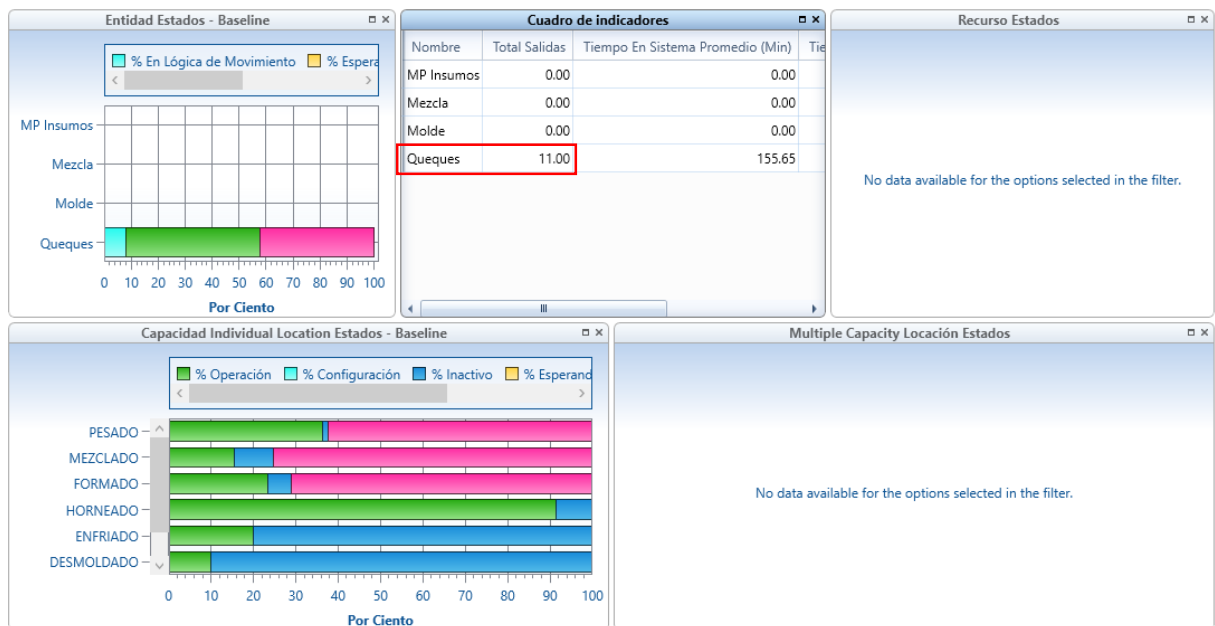 Entidad Estados - Baseline
% En Lógica de Movimiento % Espera
MP Insumos
Mezcla
Molde
Queques
0 10 20 30 40 50 60 70 80 90 100
Por Ciento
Cuadro de indicadores
Nombre Total Salidas Tiempo En Sistema Promedio (Min) Tie
MP Insumos 0.00 0.00
Mezcla 0.00 0.00
Molde 0.00 0.00
Queques 11.00 155.65
Recurso Estados
No data available for the options selected in the filter.
Capacidad Individual Location Estados - Baseline
% Operación % Configuración % Inactivo % Esperand
PESADO
MEZCLADO
FORMADO
HORNEADO
ENFRIADO
DESMOLDADO
0 10 20 30 40 50 60 70 80 90 100
Por Ciento
Multiple Capacity Locación Estados
No data available for the options selected in the filter.